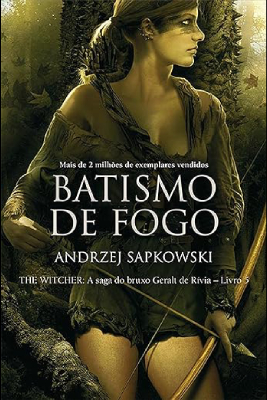 Mais de 2 milhões de exemplares vendidos
BATISMO
DE FOGO
ANDRZEJ SAPKOWSKI
THE WITCHER: A saga do bruxo Geralt de Rívia – Livro 5